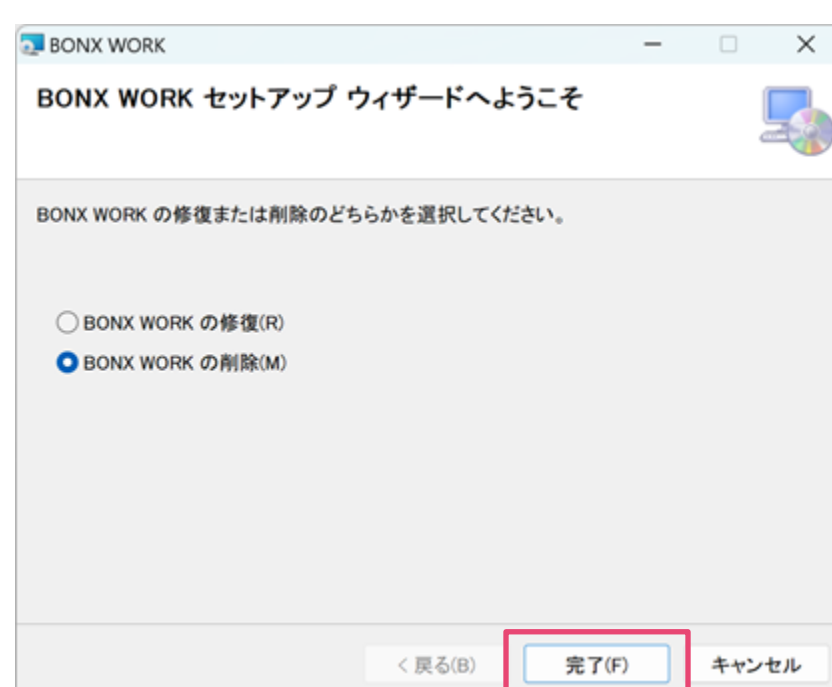 BONX WORK
BONX WORK セットアップ ウィザードへようこそ
BONX WORK の修復または削除のどちらかを選択してください。
BONX WORK の修復(R)
BONX WORK の削除(M)
< 戻る(B) 完了(F) キャンセル